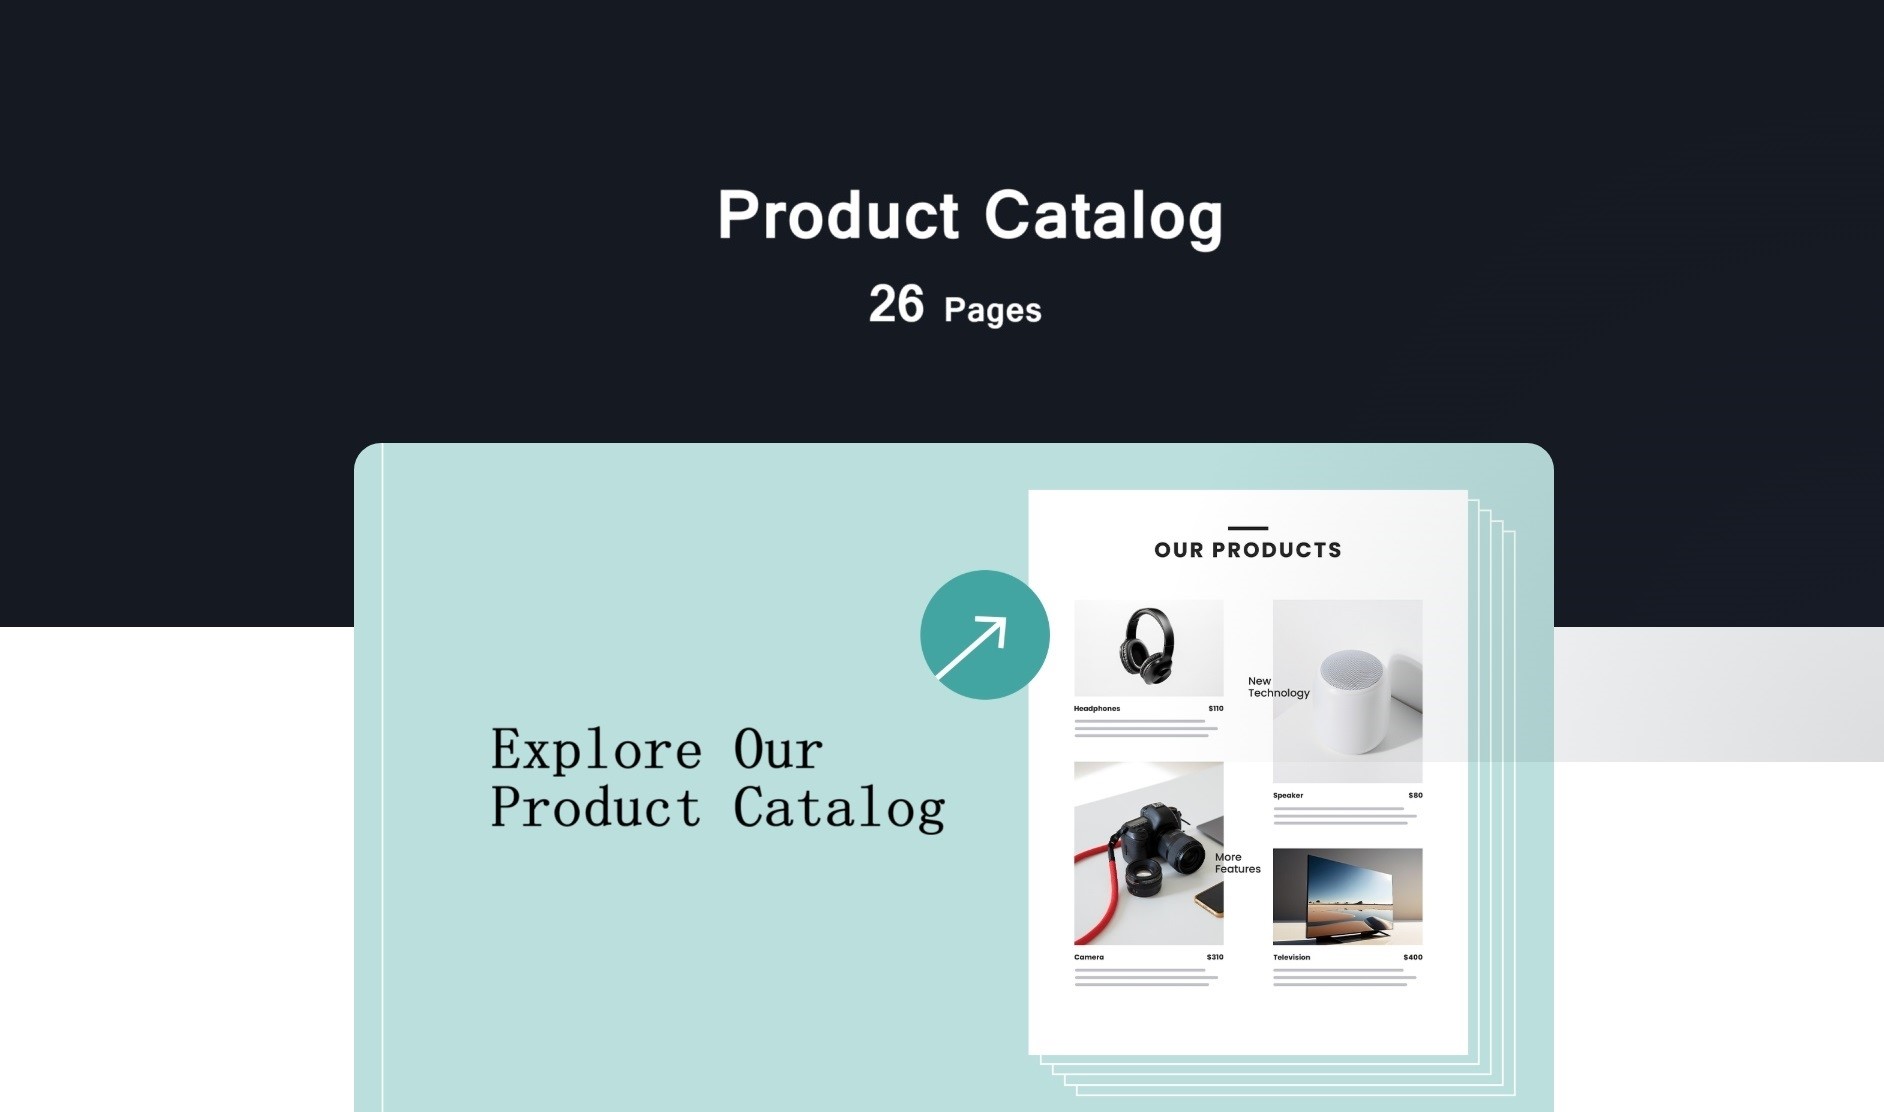 Product Catalog
26 Pages
Explore Our
Product Catalog
OUR PRODUCTS
Headphones $110
New
Technology
Speaker $80
More
Features
Camera $310
Television $400